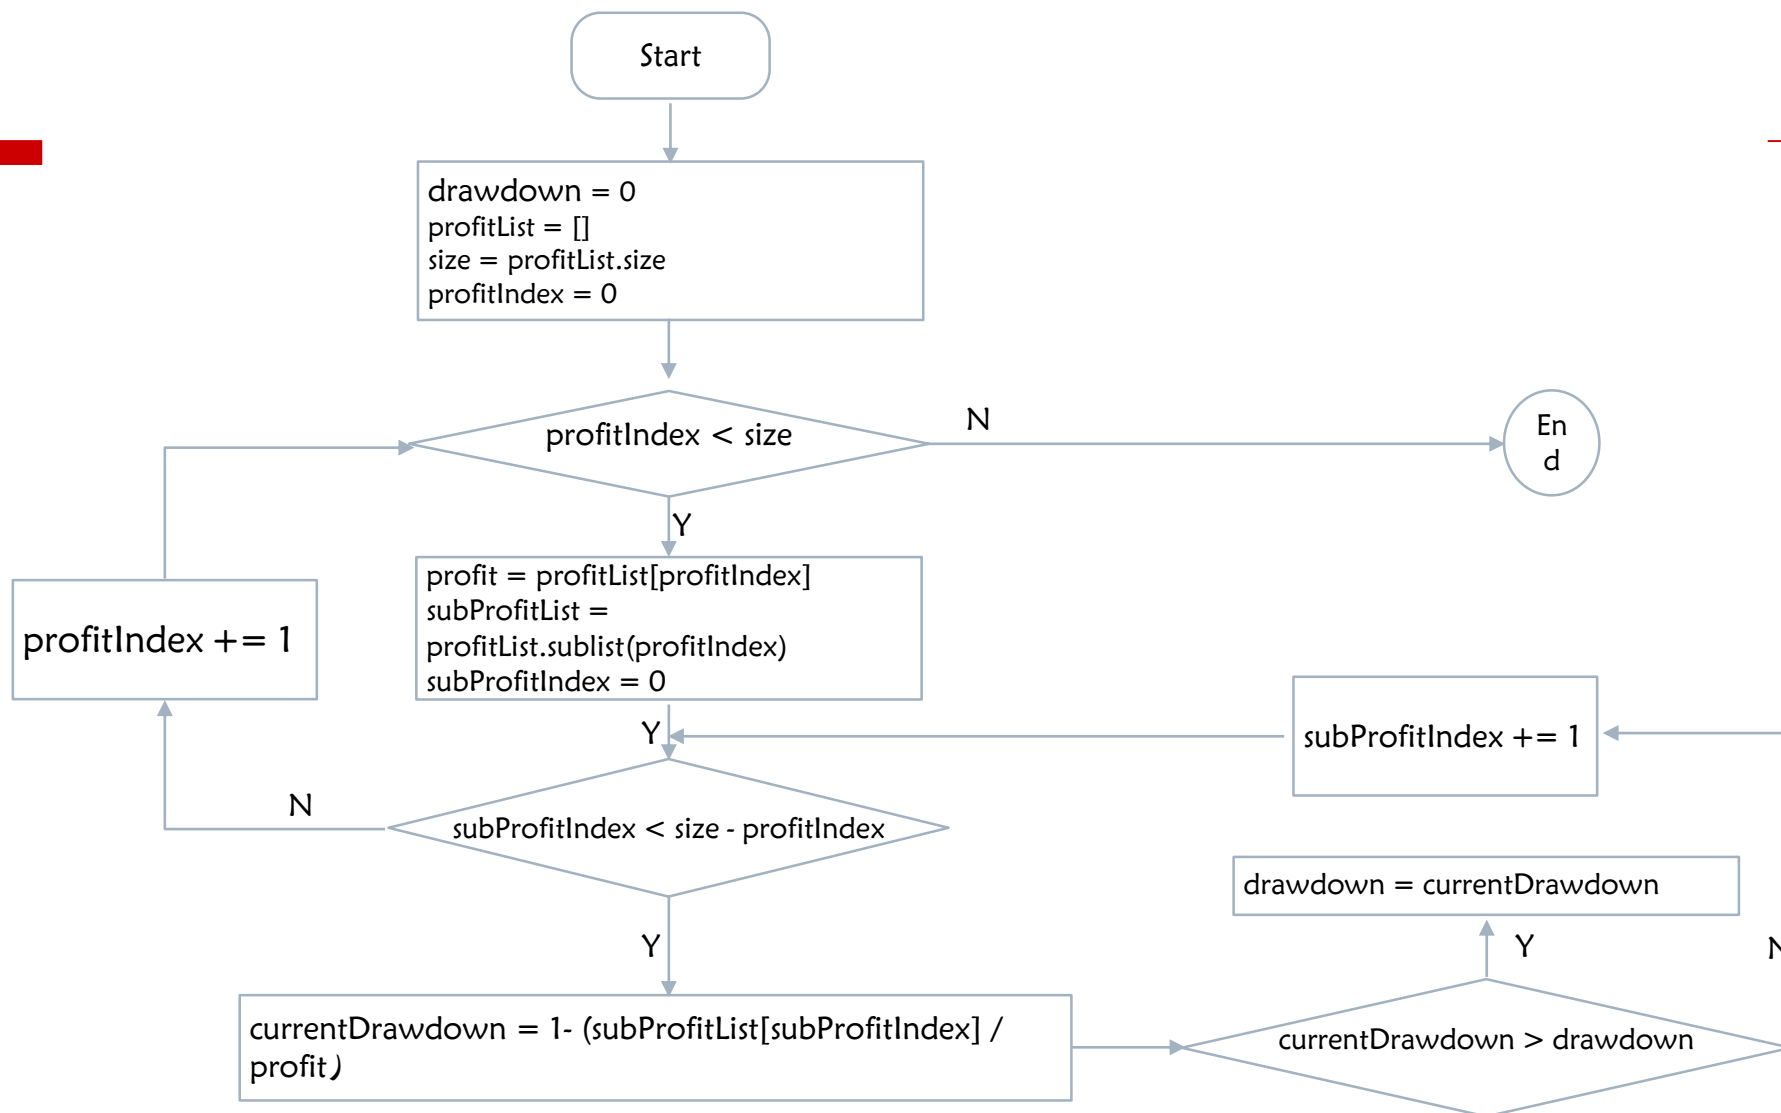 Start
drawdown = 0
profitList = []
size = profitList.size
profitIndex = 0
profitIndex < size
N
En
d
Y
profit = profitList[profitIndex]
subProfitList =
profitList.sublist(profitIndex)
subProfitIndex = 0
profitIndex += 1
Y
subProfitIndex += 1
N
subProfitIndex < size - profitIndex
drawdown = currentDrawdown
Y
Y
N
currentDrawdown = 1- (subProfitList[subProfitIndex] /
profit)
currentDrawdown > drawdown